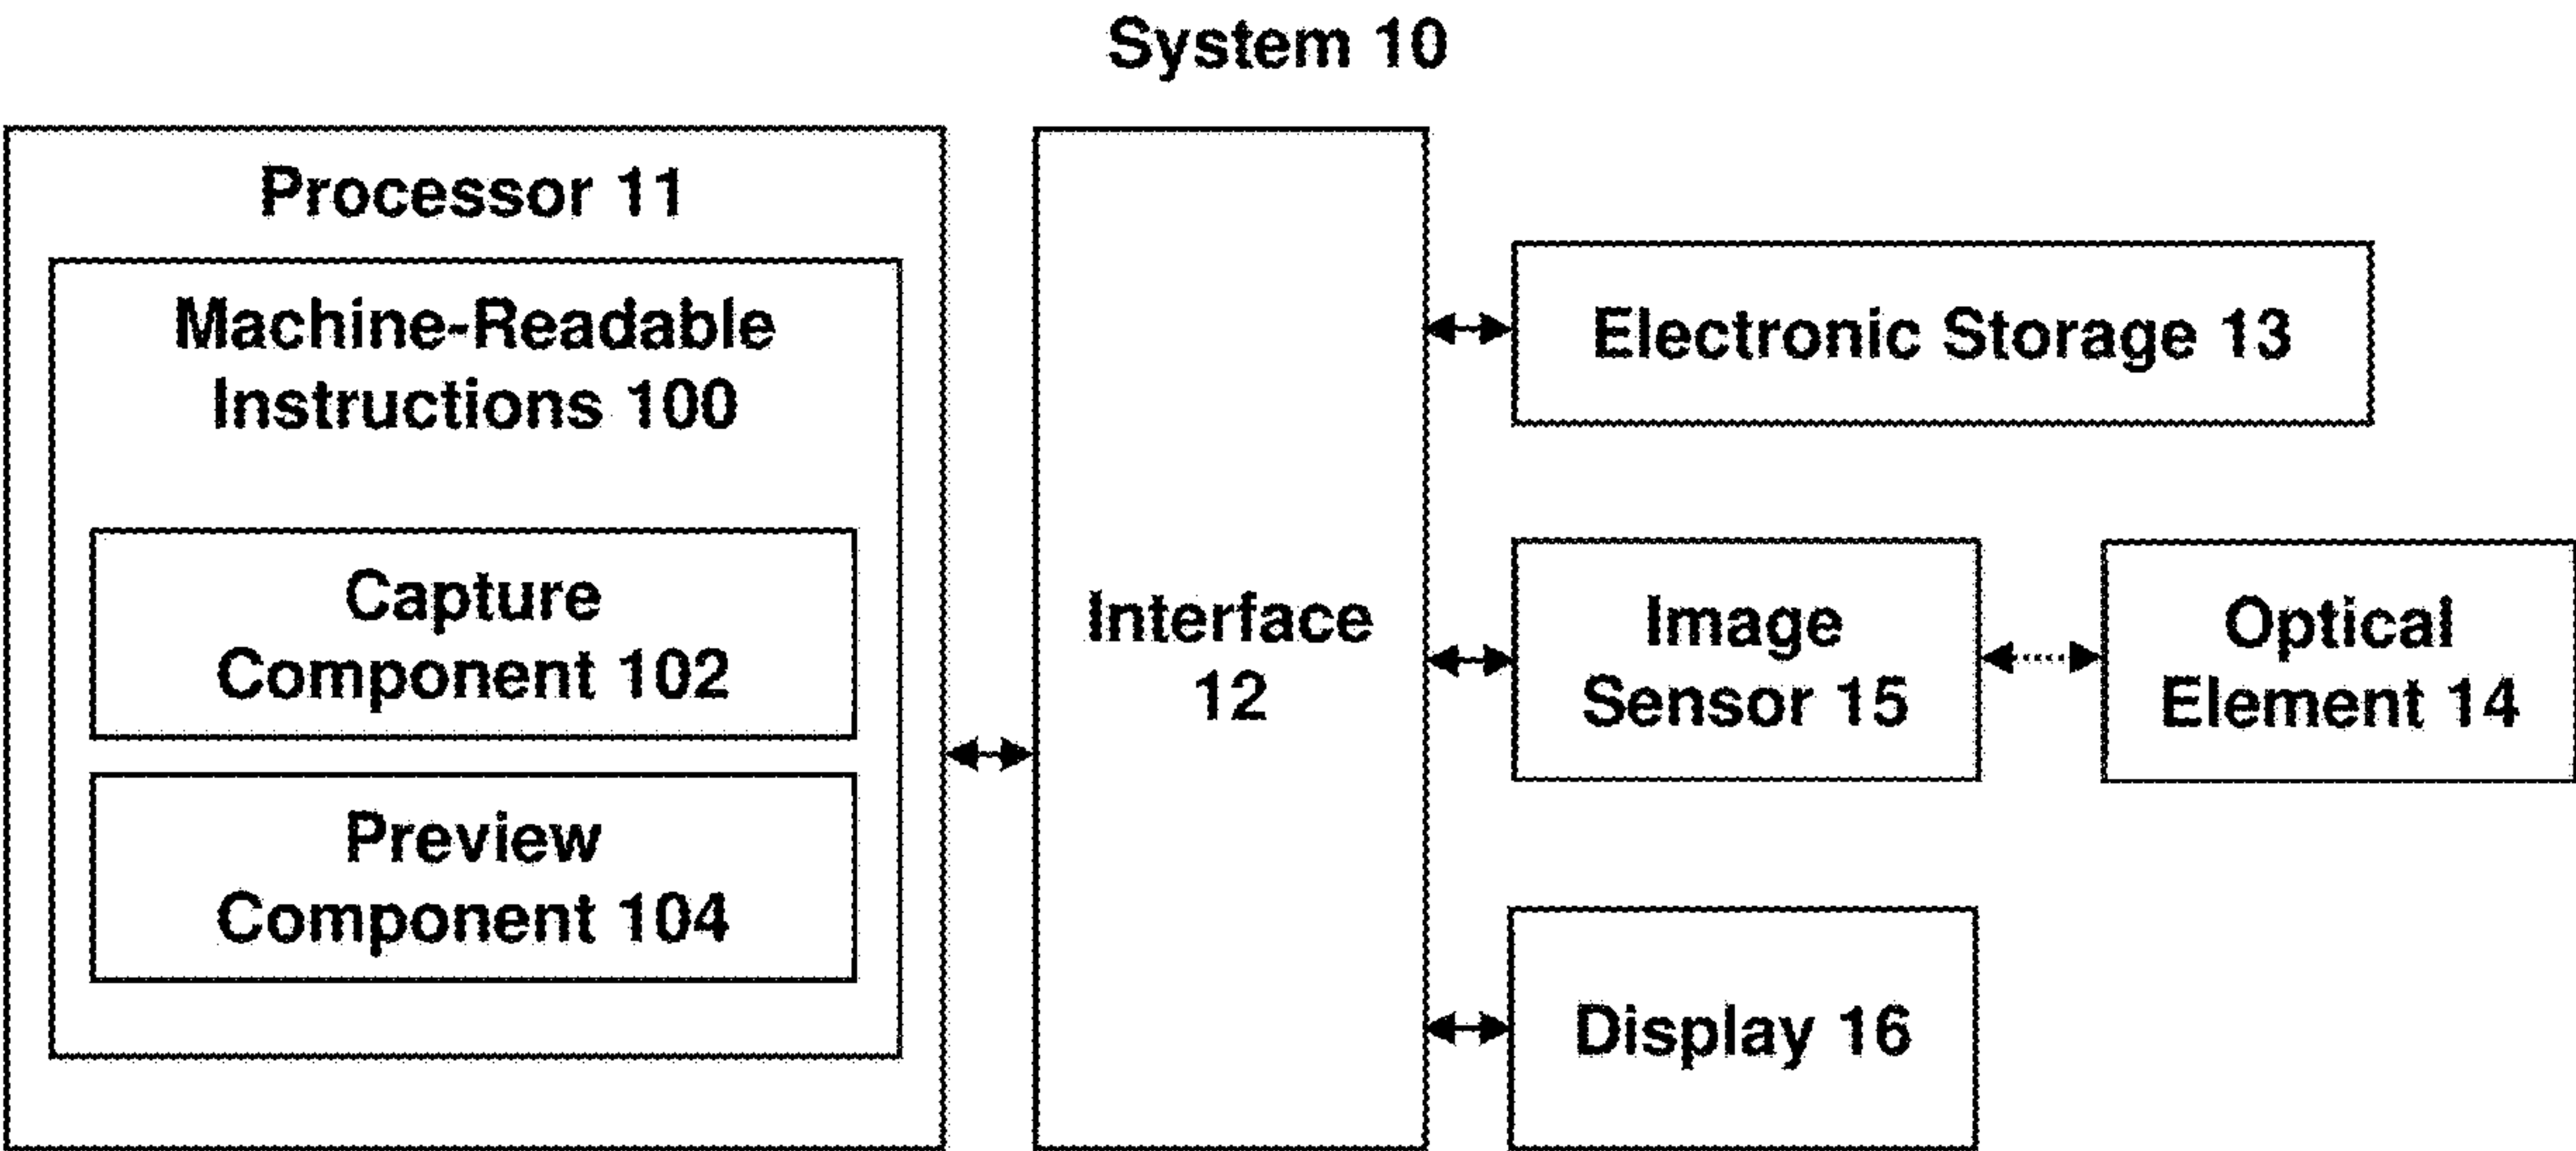 System 10
Processor 11
Machine-Readable
Instructions 100
Capture
Component 102
Preview
Component 104
Interface
12
Electronic Storage 13
Image
Sensor 15
Optical
Element 14
Display 16